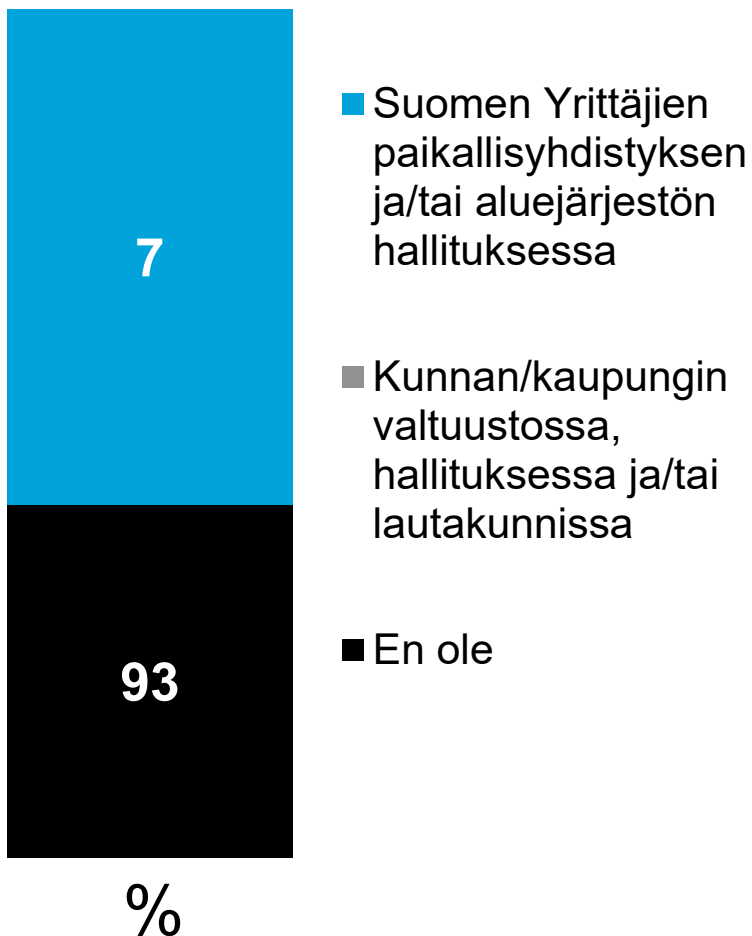 7
93
%
Suomen Yrittäjien
paikallisyhdistyksen
ja/tai aluejärjestön
hallituksessa
Kunnan/kaupungin
valtuustossa,
hallituksessa ja/tai
lautakunnissa
En ole